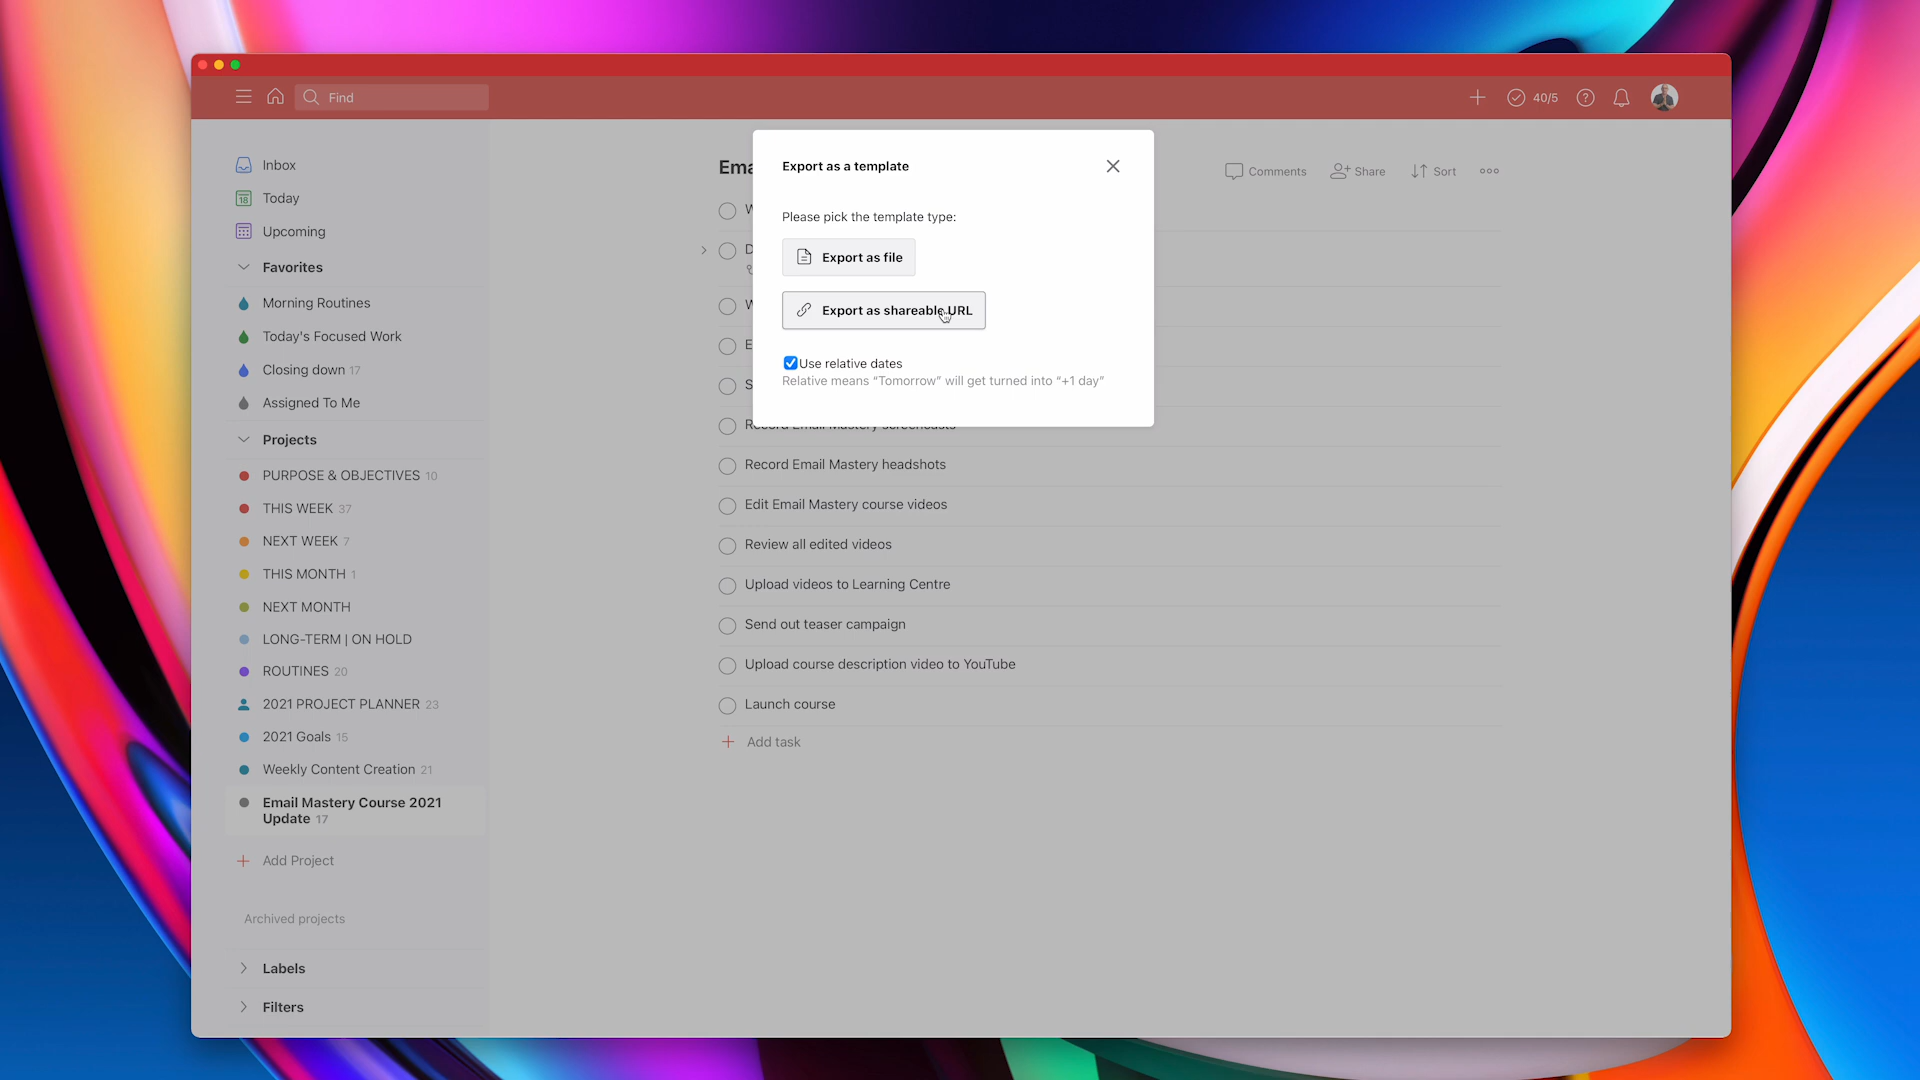 Find
40/5
Inbox
18
Today
Upcoming
Favorites
Morning Routines
Today's Focused Work
Closing down 17
Assigned To Me
Projects
PURPOSE & OBJECTIVES 10
THIS WEEK 37
NEXT WEEK 7
THIS MONTH 1
NEXT MONTH
LONG-TERM | ON HOLD
ROUTINES 20
2021 PROJECT PLANNER 23
2021 Goals 15
Weekly Content Creation 21
Email Mastery Course 2021
Update 17
Add Project
Archived projects
Labels
Filters
Comments
Share
Sort
Export as a template
Please pick the template type:
Export as file
Export as shareable URL
Use relative dates
Relative means “Tomorrow” will get turned into “+1 day”
Record Email Mastery screencasts
Record Email Mastery headshots
Edit Email Mastery course videos
Review all edited videos
Upload videos to Learning Centre
Send out teaser campaign
Upload course description video to YouTube
Launch course
Add task